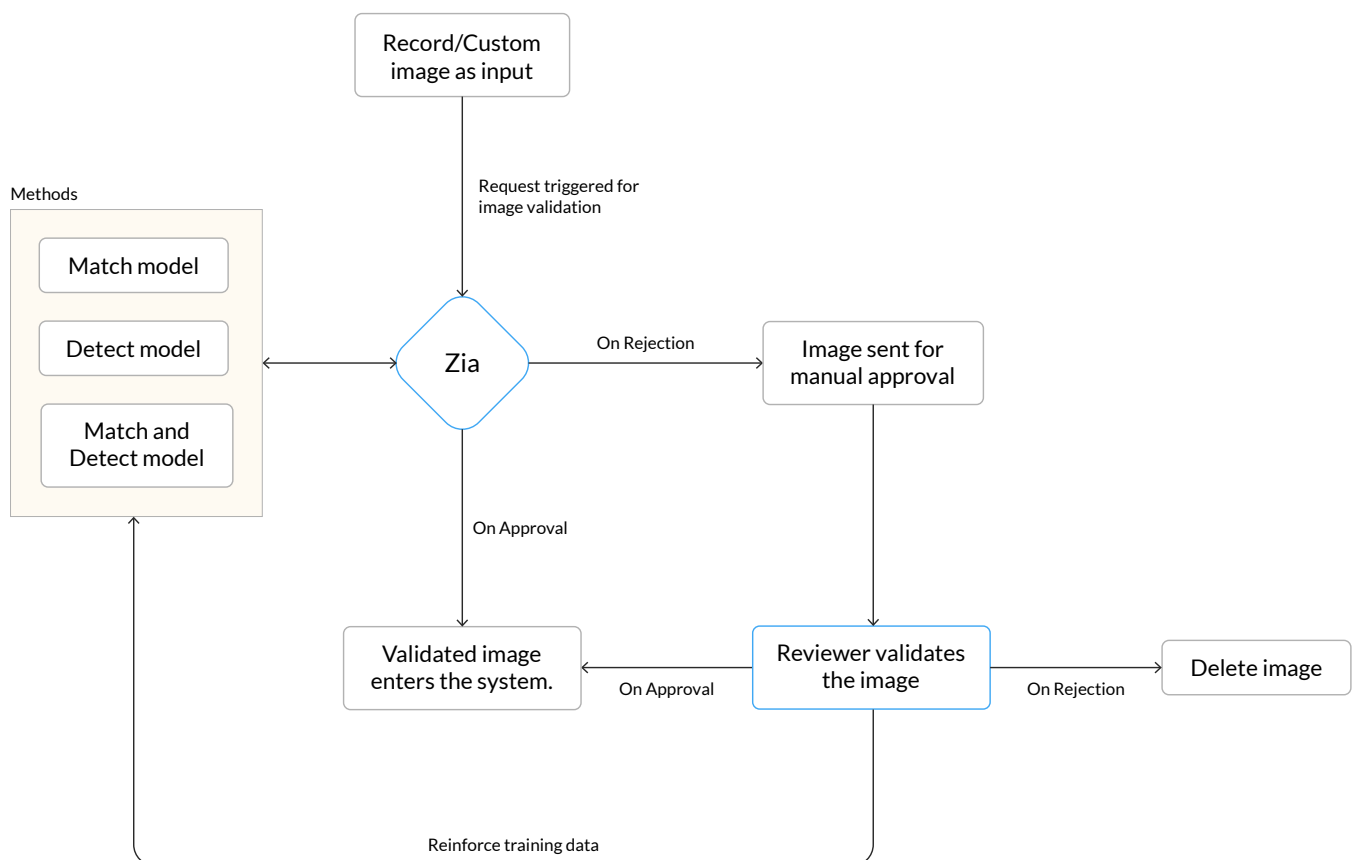 Record/Custom
image as input
Request triggered for
image validation
Methods
Match model
Detect model
Match and
Detect model
Zia
On Rejection
Image sent for
manual approval
On Approval
Validated image
enters the system.
On Approval
Reviewer validates
the image
On Rejection
Delete image
Reinforce training data